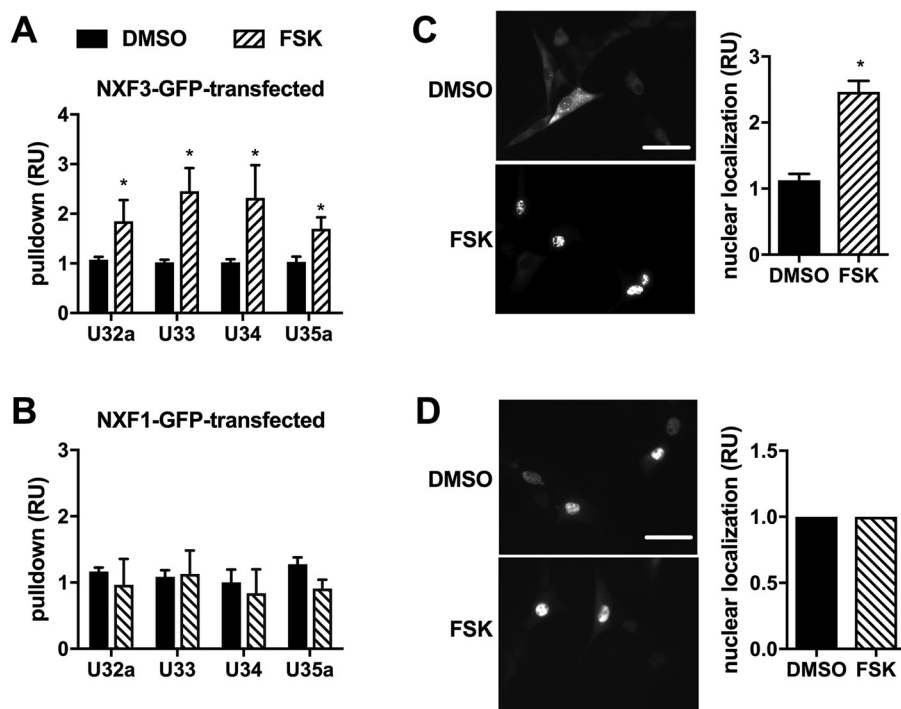 A
DMSO
FSK
NXF3-GFP-transfected
pulldown (RU)
4
3
2
1
0
*
*
*
*
U32a
U33
U34
U35a
B
NXF1-GFP-transfected
pulldown (RU)
3
2
1
0
U32a
U33
U34
U35a
C
DMSO
FSK
nuclear localization (RU)
3
2
1
0
*
DMSO
FSK
D
DMSO
FSK
nuclear localization (RU)
1.5
1.0
0.5
0.0
DMSO
FSK